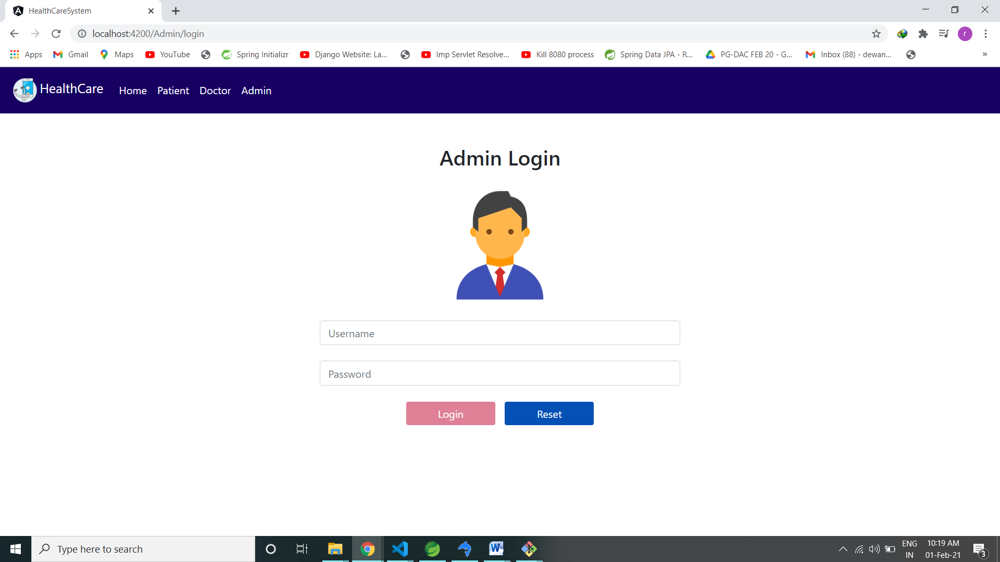 HealthCareSystem
localhost:4200/Admin/login
r
Apps Gmail Maps YouTube Spring Initializr Django Website: La... Imp Servlet Resolve... Kill 8080 process Spring Data JPA - R... PG-DAC FEB 20 - G... Inbox (88) - dewan... »
HealthCare Home Patient Doctor Admin
Admin Login
Username
Password
Login Reset
Type here to search
ENG 10:19 AM
IN 01-Feb-21
3